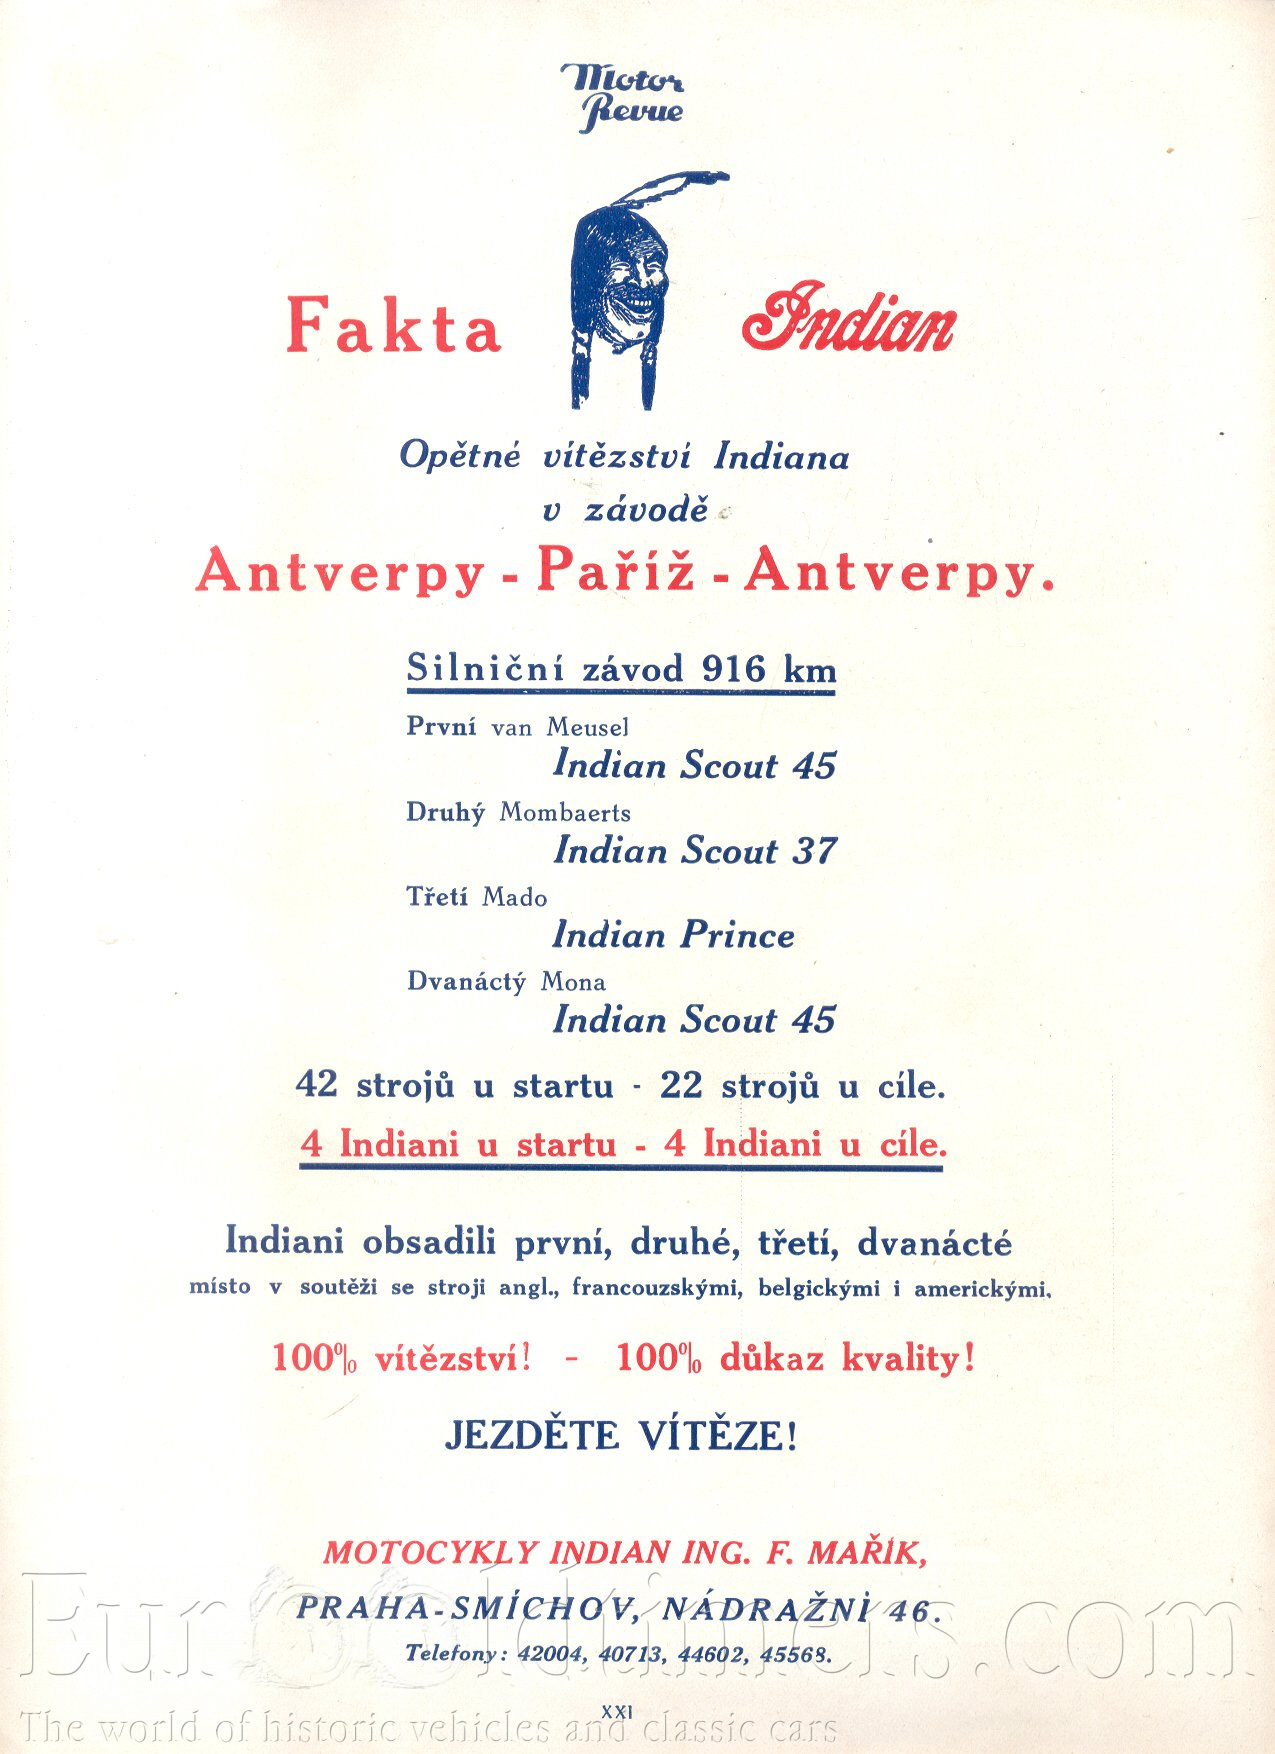 Motor
Revue
Fakta Indian
Opětné vítězství Indiana
v závodě
Antverpy - Paříž - Antverpy.
Silniční závod 916 km
První van Meusel
Indian Scout 45
Druhý Mombaerts
Indian Scout 37
Třetí Mado
Indian Prince
Dvanáctý Mona
Indian Scout 45
42 strojů u startu - 22 strojů u cíle.
4 Indiani u startu - 4 Indiani u cíle.
Indiani obsadili první, druhé, třetí, dvanácté
místo v soutěži se stroji angl., francouzskými, belgickými i americkými.
100% vítězství! - 100% důkaz kvality!
JEZDĚTE VÍTĚZE!
MOTOCYKLY INDIAN ING. F. MAŘÍK,
PRAHA-SMÍCHOV, NÁDRAŽNÍ 46.
Telefony: 42004, 40713, 44602, 45568.
XXI
EurOOldtimers.com
The world of historic vehicles and classic cars